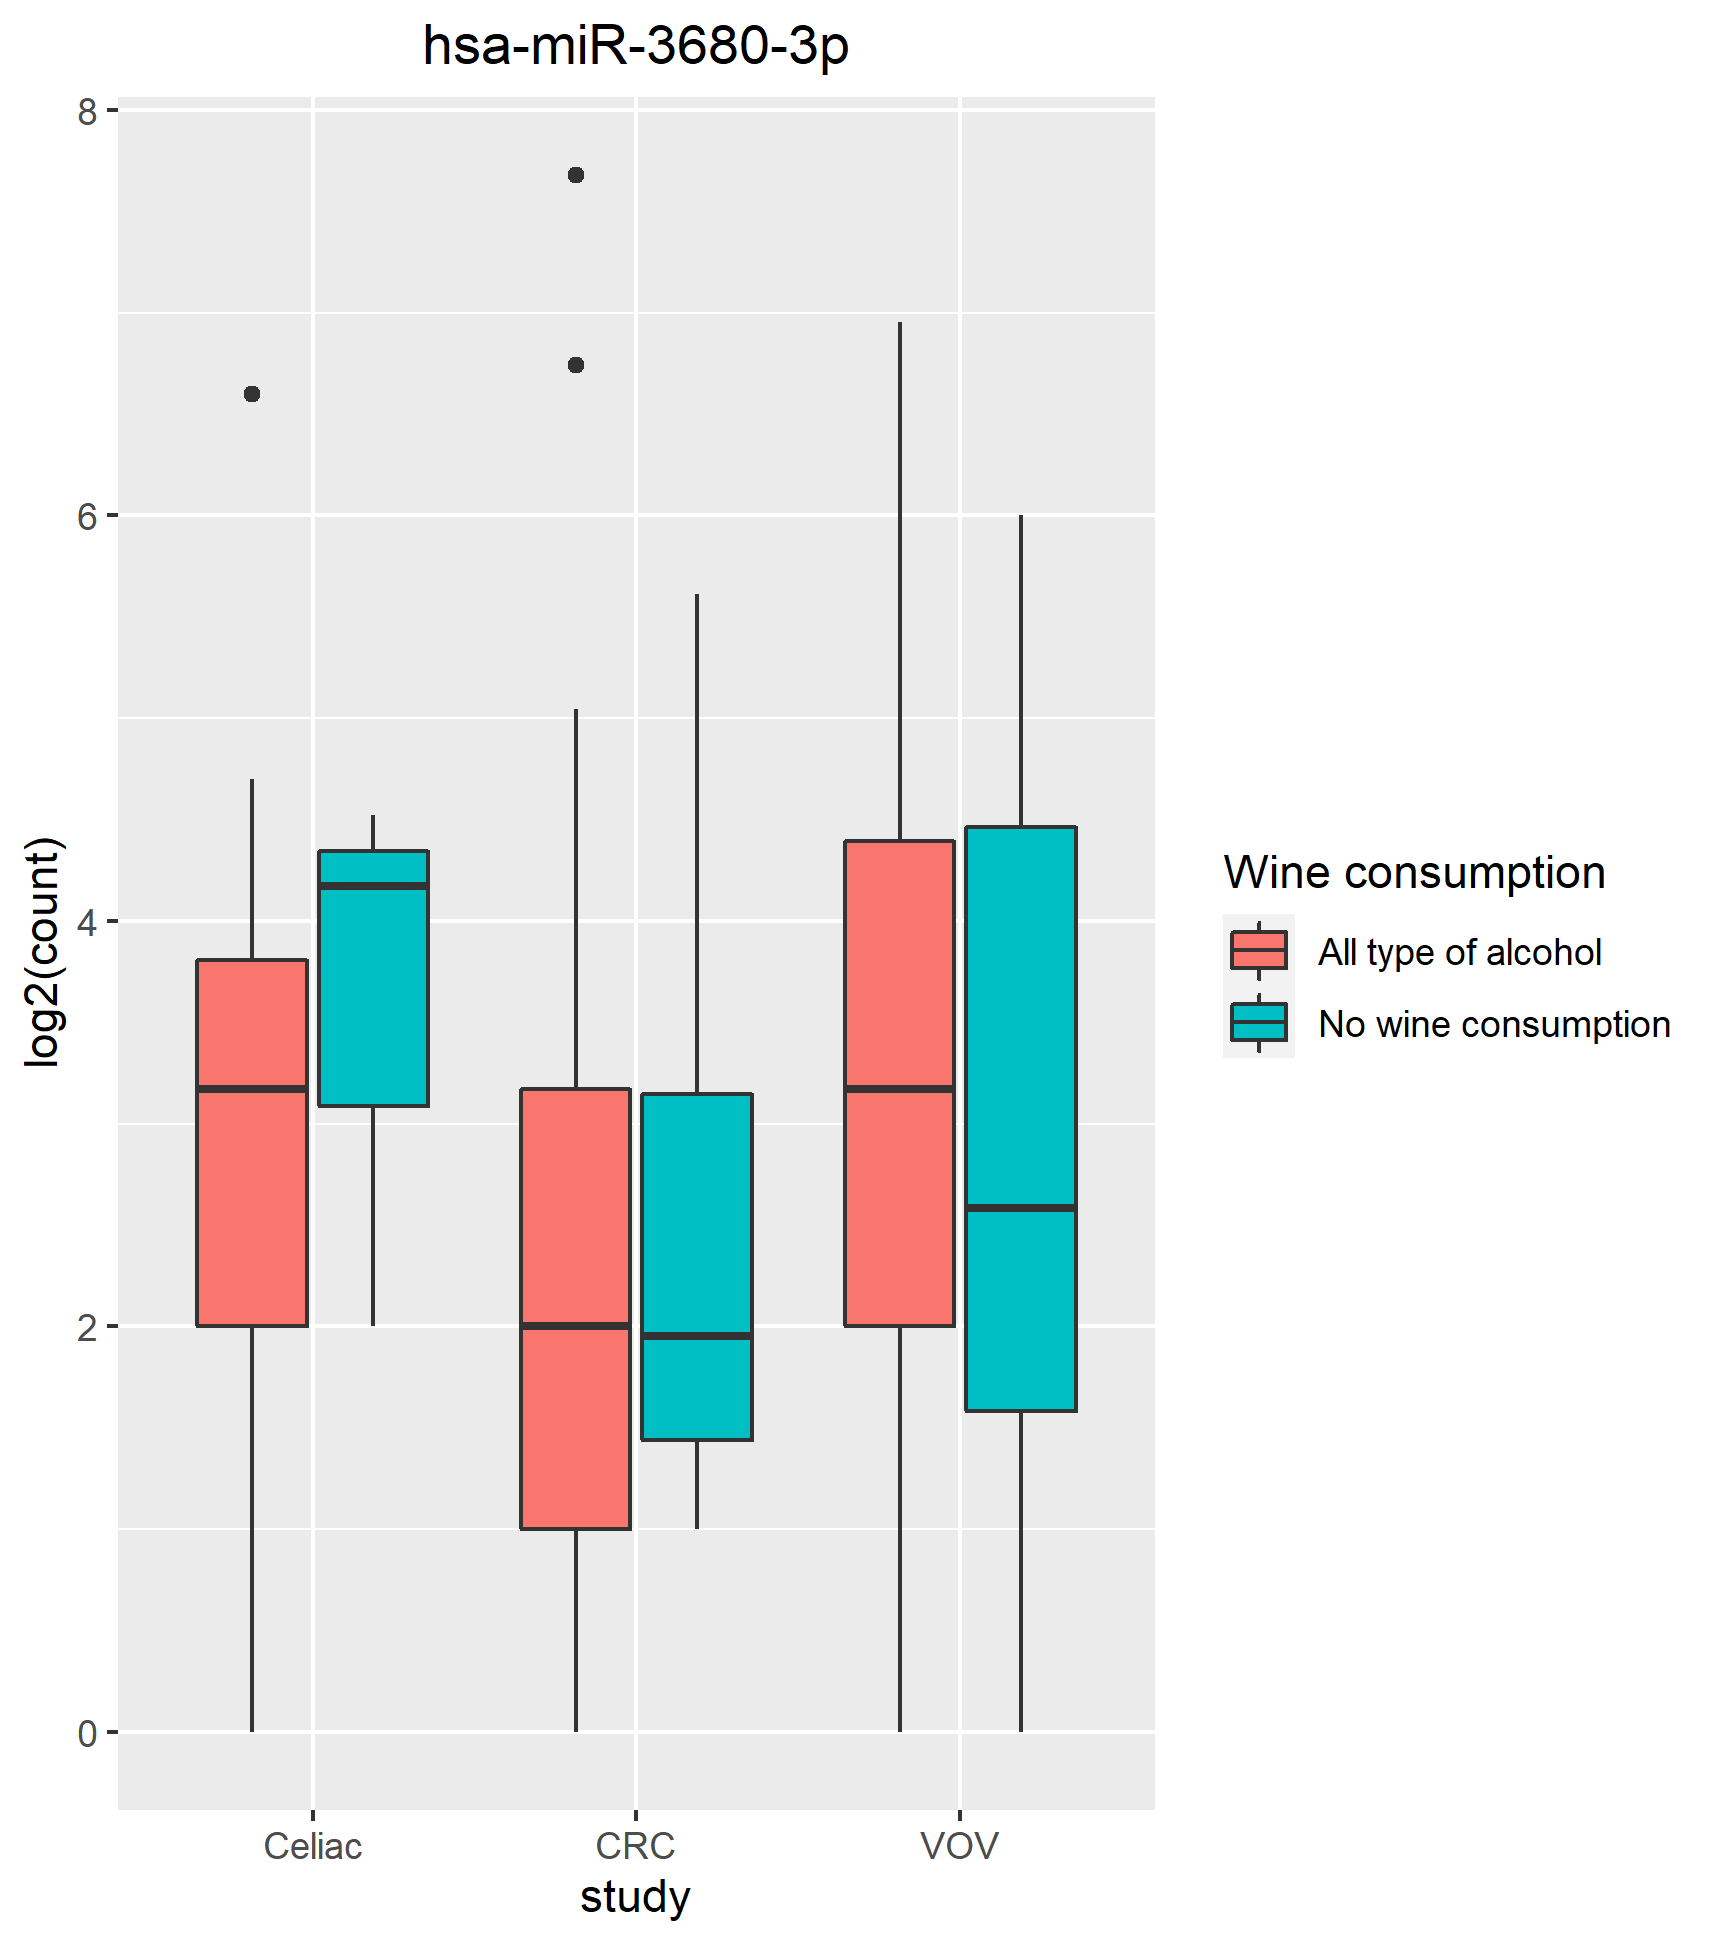 hsa-miR-3680-3p
8
6
4
2
0
log2(count)
Celiac
CRC
VOV
study
Wine consumption
All type of alcohol
No wine consumption